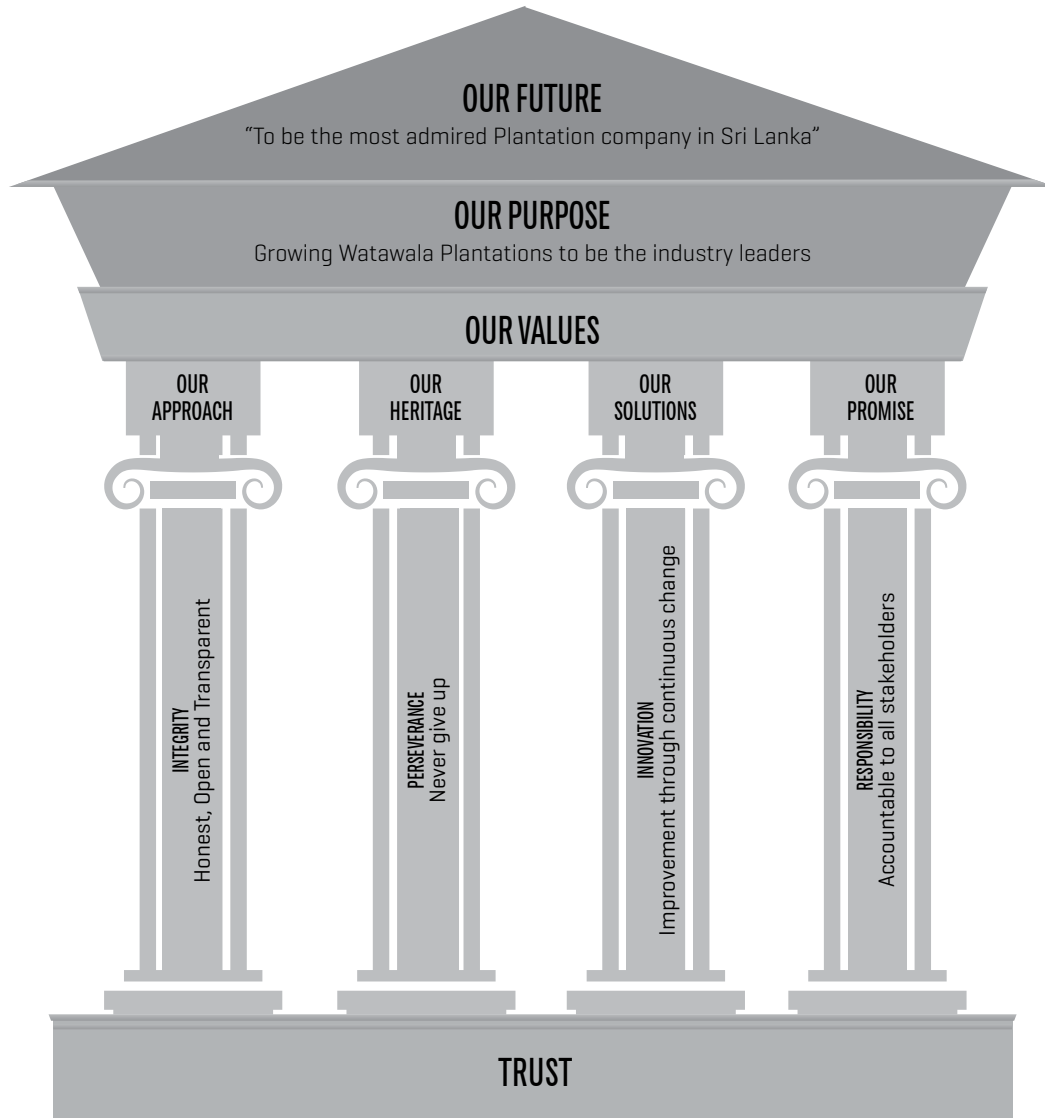 OUR FUTURE
“To be the most admired Plantation company in Sri Lanka”
OUR PURPOSE
Growing Watawala Plantations to be the industry leaders
OUR VALUES
OUR
APPROACH
INTEGRITY
Honest, Open and Transparent
OUR
HERITAGE
PERSEVERANCE
Never give up
OUR
SOLUTIONS
INNOVATION
Improvement through continuous change
OUR
PROMISE
RESPONSIBILITY
Accountable to all stakeholders
TRUST